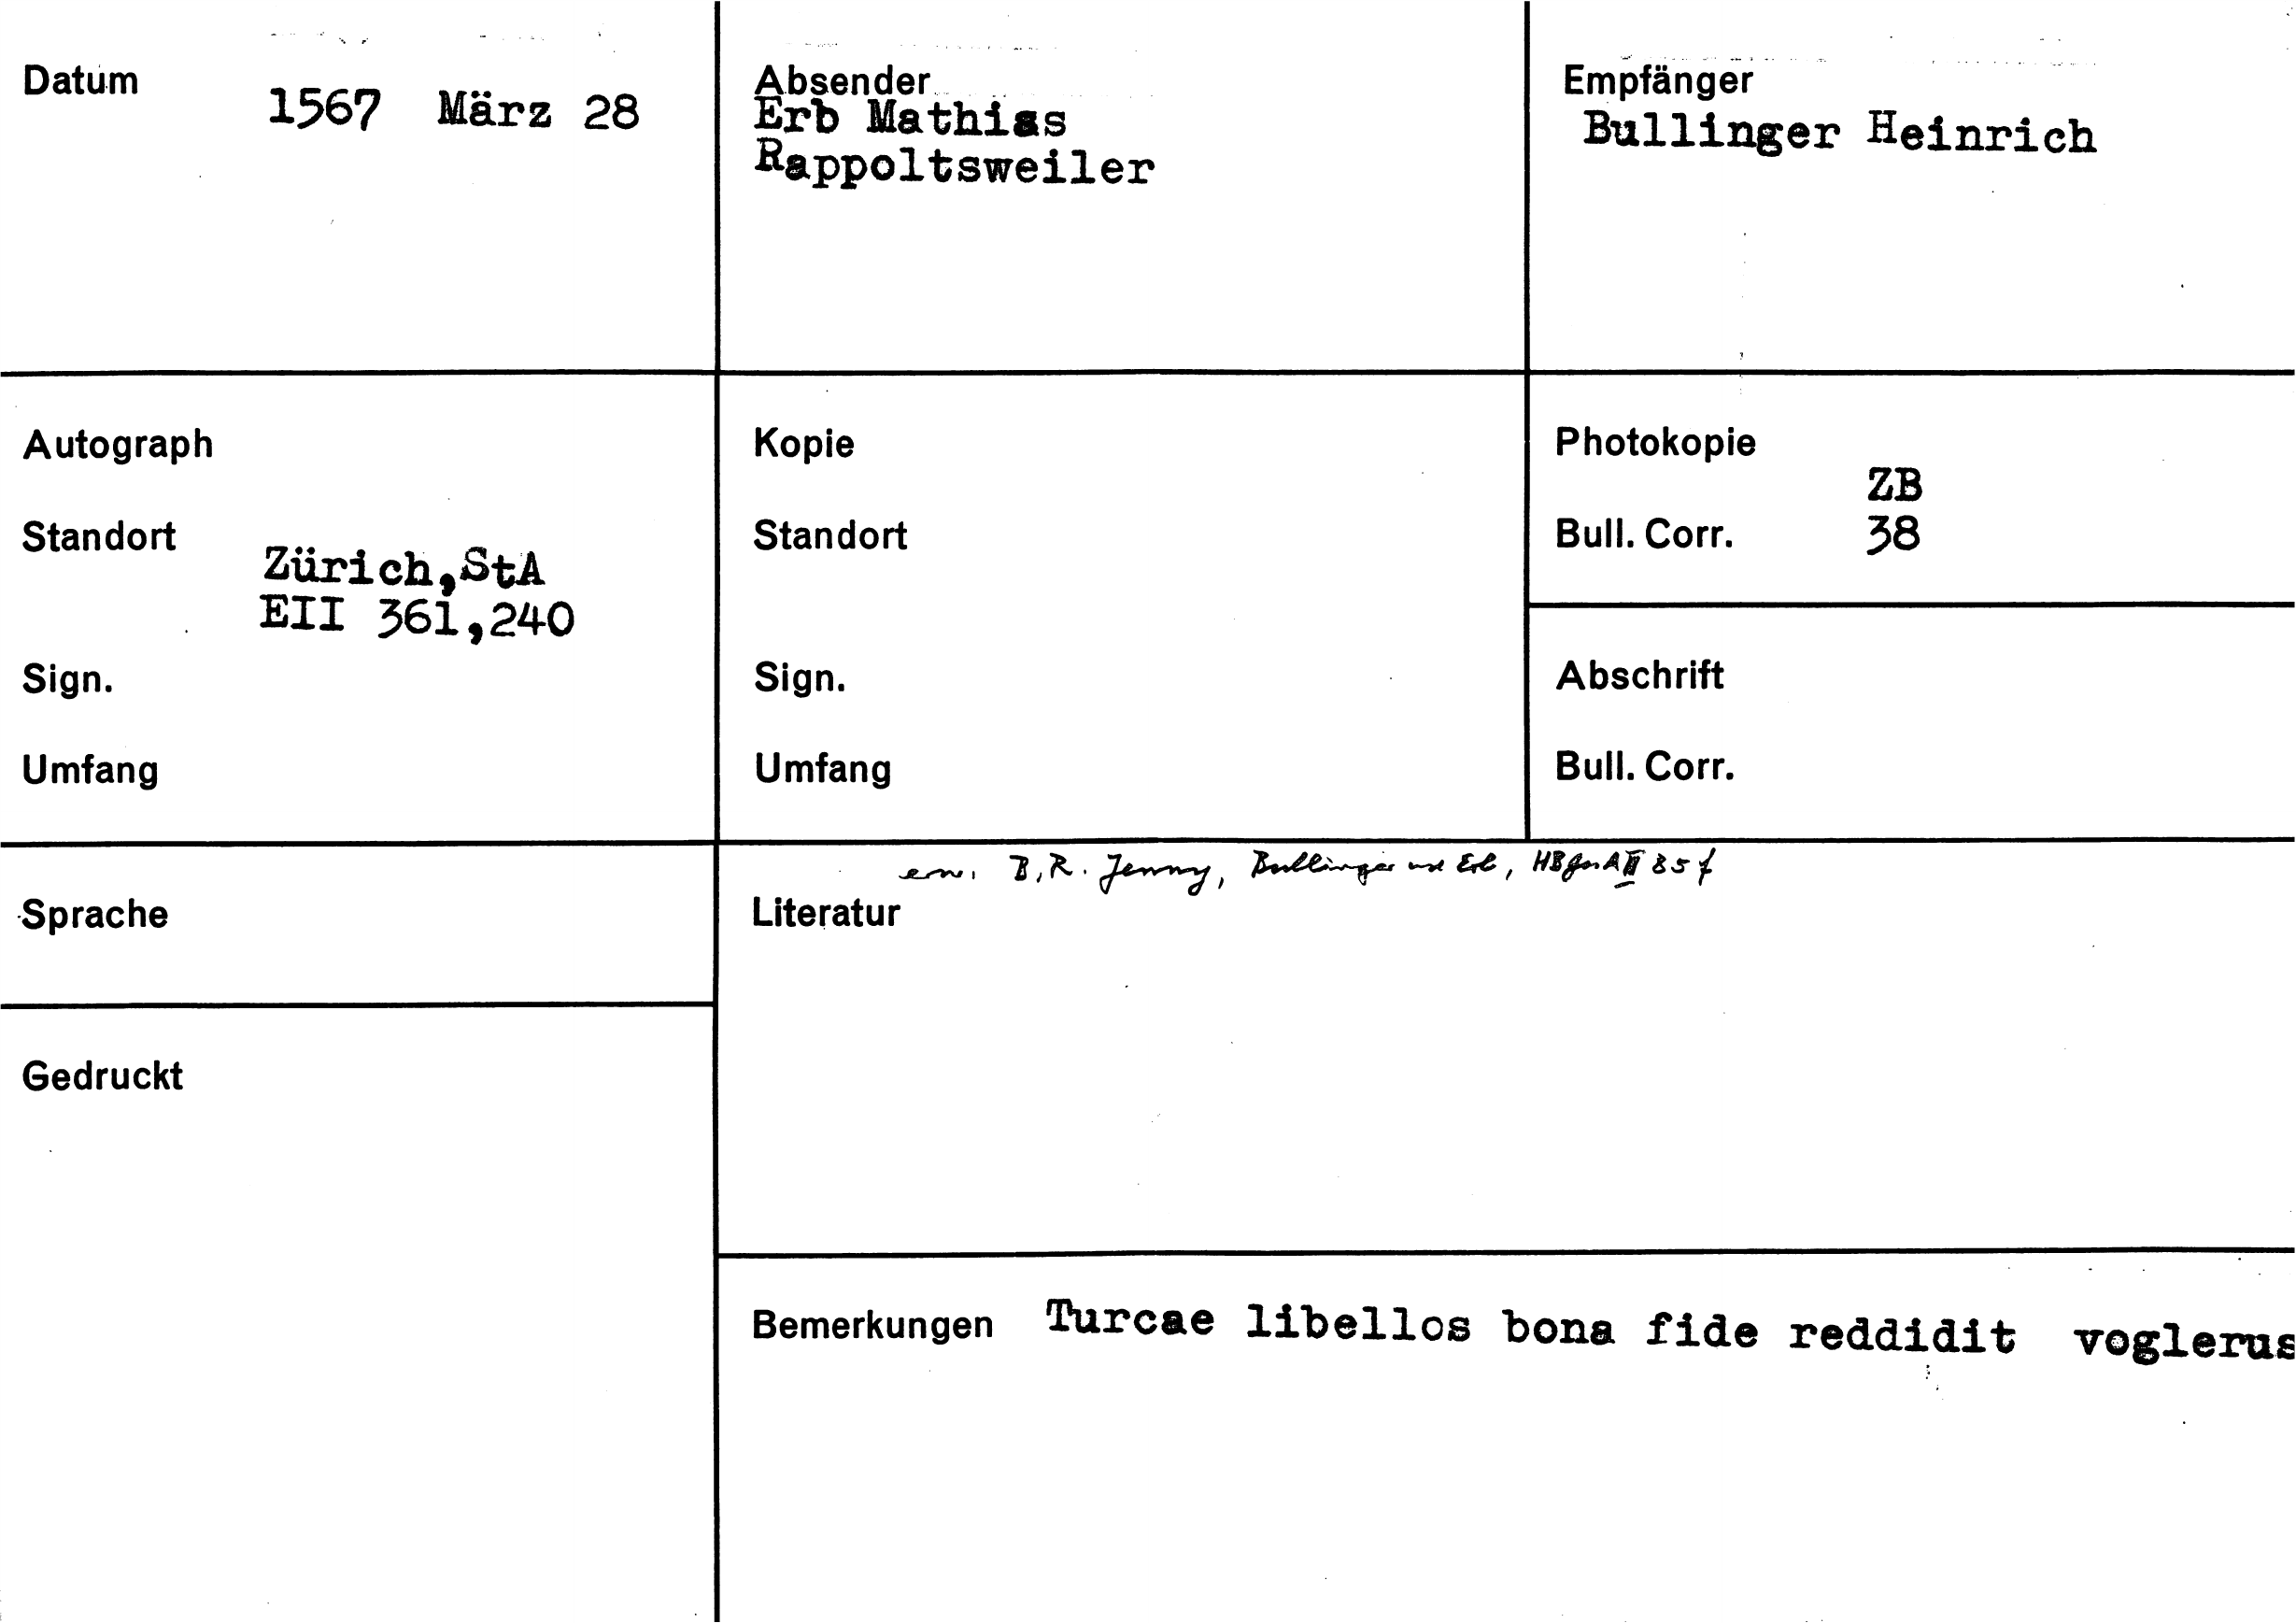 Datum
1567 März 28
Absender
Erb Mathias
Rappoltsweiler
Empfänger
Bullinger Heinrich
Autograph
Standort
Zürich,StA
EII 361,240
Sign.
Umfang
Kopie
Standort
Sign.
Umfang
Photokopie
ZB
Bull. Corr. 38
Abschrift
Bull. Corr.
Sprache
Gedruckt
erw. B.R. Jenny, Bullinger und Erb, HBGesA II 85 f
Literatur
Bemerkungen Turcae libellos bona fide reddidit voglerus